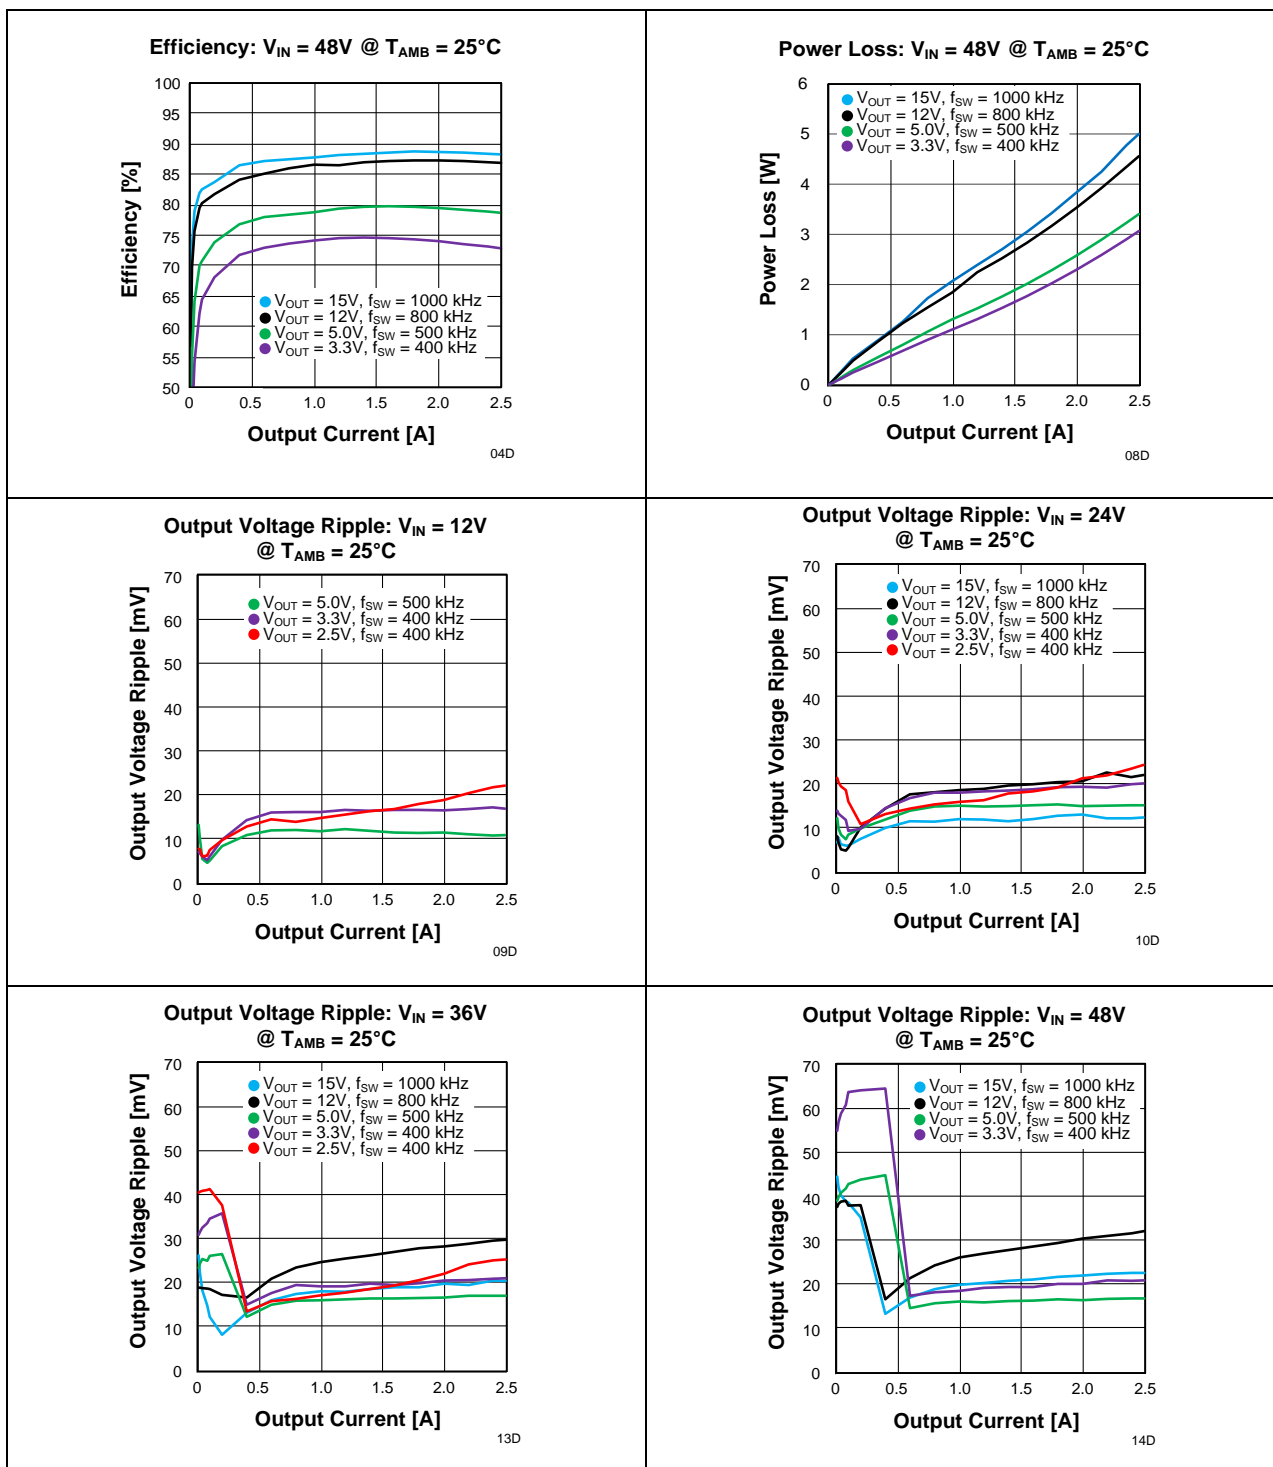 Efficiency: VIN = 48V @ TAMB = 25°C
Efficiency [%]
100
95
90
85
80
75
70
65
60
55
50
VOUT = 15V, fSW = 1000 kHz
VOUT = 12V, fSW = 800 kHz
VOUT = 5.0V, fSW = 500 kHz
VOUT = 3.3V, fSW = 400 kHz
0 0.5 1.0 1.5 2.0 2.5
Output Current [A]
04D
Power Loss: VIN = 48V @ TAMB = 25°C
Power Loss [W]
6
5
4
3
2
1
0
VOUT = 15V, fSW = 1000 kHz
VOUT = 12V, fSW = 800 kHz
VOUT = 5.0V, fSW = 500 kHz
VOUT = 3.3V, fSW = 400 kHz
0 0.5 1.0 1.5 2.0 2.5
Output Current [A]
08D
Output Voltage Ripple: VIN = 12V
@ TAMB = 25°C
Output Voltage Ripple [mV]
70
60
50
40
30
20
10
0
VOUT = 5.0V, fSW = 500 kHz
VOUT = 3.3V, fSW = 400 kHz
VOUT = 2.5V, fSW = 400 kHz
0 0.5 1.0 1.5 2.0 2.5
Output Current [A]
09D
Output Voltage Ripple: VIN = 24V
@ TAMB = 25°C
Output Voltage Ripple [mV]
70
60
50
40
30
20
10
0
VOUT = 15V, fSW = 1000 kHz
VOUT = 12V, fSW = 800 kHz
VOUT = 5.0V, fSW = 500 kHz
VOUT = 3.3V, fSW = 400 kHz
VOUT = 2.5V, fSW = 400 kHz
0 0.5 1.0 1.5 2.0 2.5
Output Current [A]
10D
Output Voltage Ripple: VIN = 36V
@ TAMB = 25°C
Output Voltage Ripple [mV]
70
60
50
40
30
20
10
0
VOUT = 15V, fSW = 1000 kHz
VOUT = 12V, fSW = 800 kHz
VOUT = 5.0V, fSW = 500 kHz
VOUT = 3.3V, fSW = 400 kHz
VOUT = 2.5V, fSW = 400 kHz
0 0.5 1.0 1.5 2.0 2.5
Output Current [A]
13D
Output Voltage Ripple: VIN = 48V
@ TAMB = 25°C
Output Voltage Ripple [mV]
70
60
50
40
30
20
10
0
VOUT = 15V, fSW = 1000 kHz
VOUT = 12V, fSW = 800 kHz
VOUT = 5.0V, fSW = 500 kHz
VOUT = 3.3V, fSW = 400 kHz
0 0.5 1.0 1.5 2.0 2.5
Output Current [A]
14D